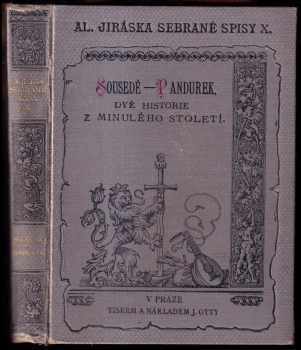 AL. JIRÁSKA SEBRANÉ SPISY X.
SOUSEDÉ — PANDUREK.
DVĚ HISTORIE
Z MINULÉHO STOLETÍ.
V PRAZE
TISKEM A NÁKLADEM J. OTTY